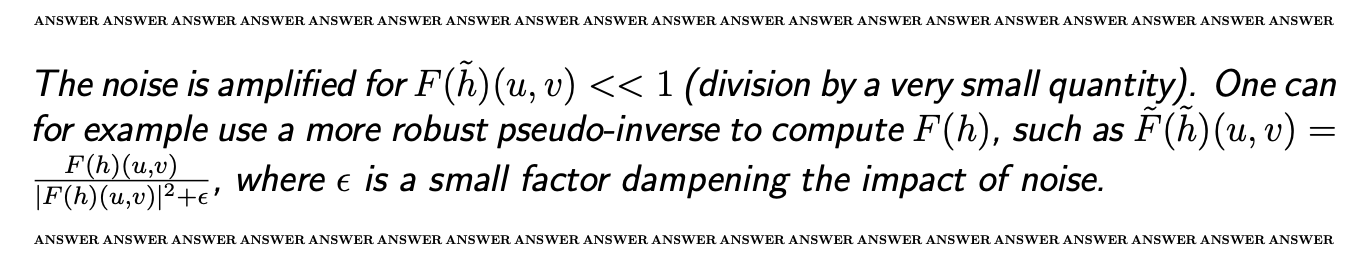 ANSWER ANSWER ANSWER ANSWER ANSWER ANSWER ANSWER ANSWER ANSWER ANSWER ANSWER ANSWER ANSWER ANSWER ANSWER ANSWER ANSWER ANSWER ANSWER
The noise is amplified for $F(\tilde{h})(u, v) << 1$ (division by a very small quantity). One can
for example use a more robust pseudo-inverse to compute $F(h)$, such as $\tilde{F}(\tilde{h})(u, v) =$
$\frac{F(h)(u,v)}{|F(h)(u,v)|^2+\epsilon}$, where $\epsilon$ is a small factor dampening the impact of noise.
ANSWER ANSWER ANSWER ANSWER ANSWER ANSWER ANSWER ANSWER ANSWER ANSWER ANSWER ANSWER ANSWER ANSWER ANSWER ANSWER ANSWER ANSWER ANSWER